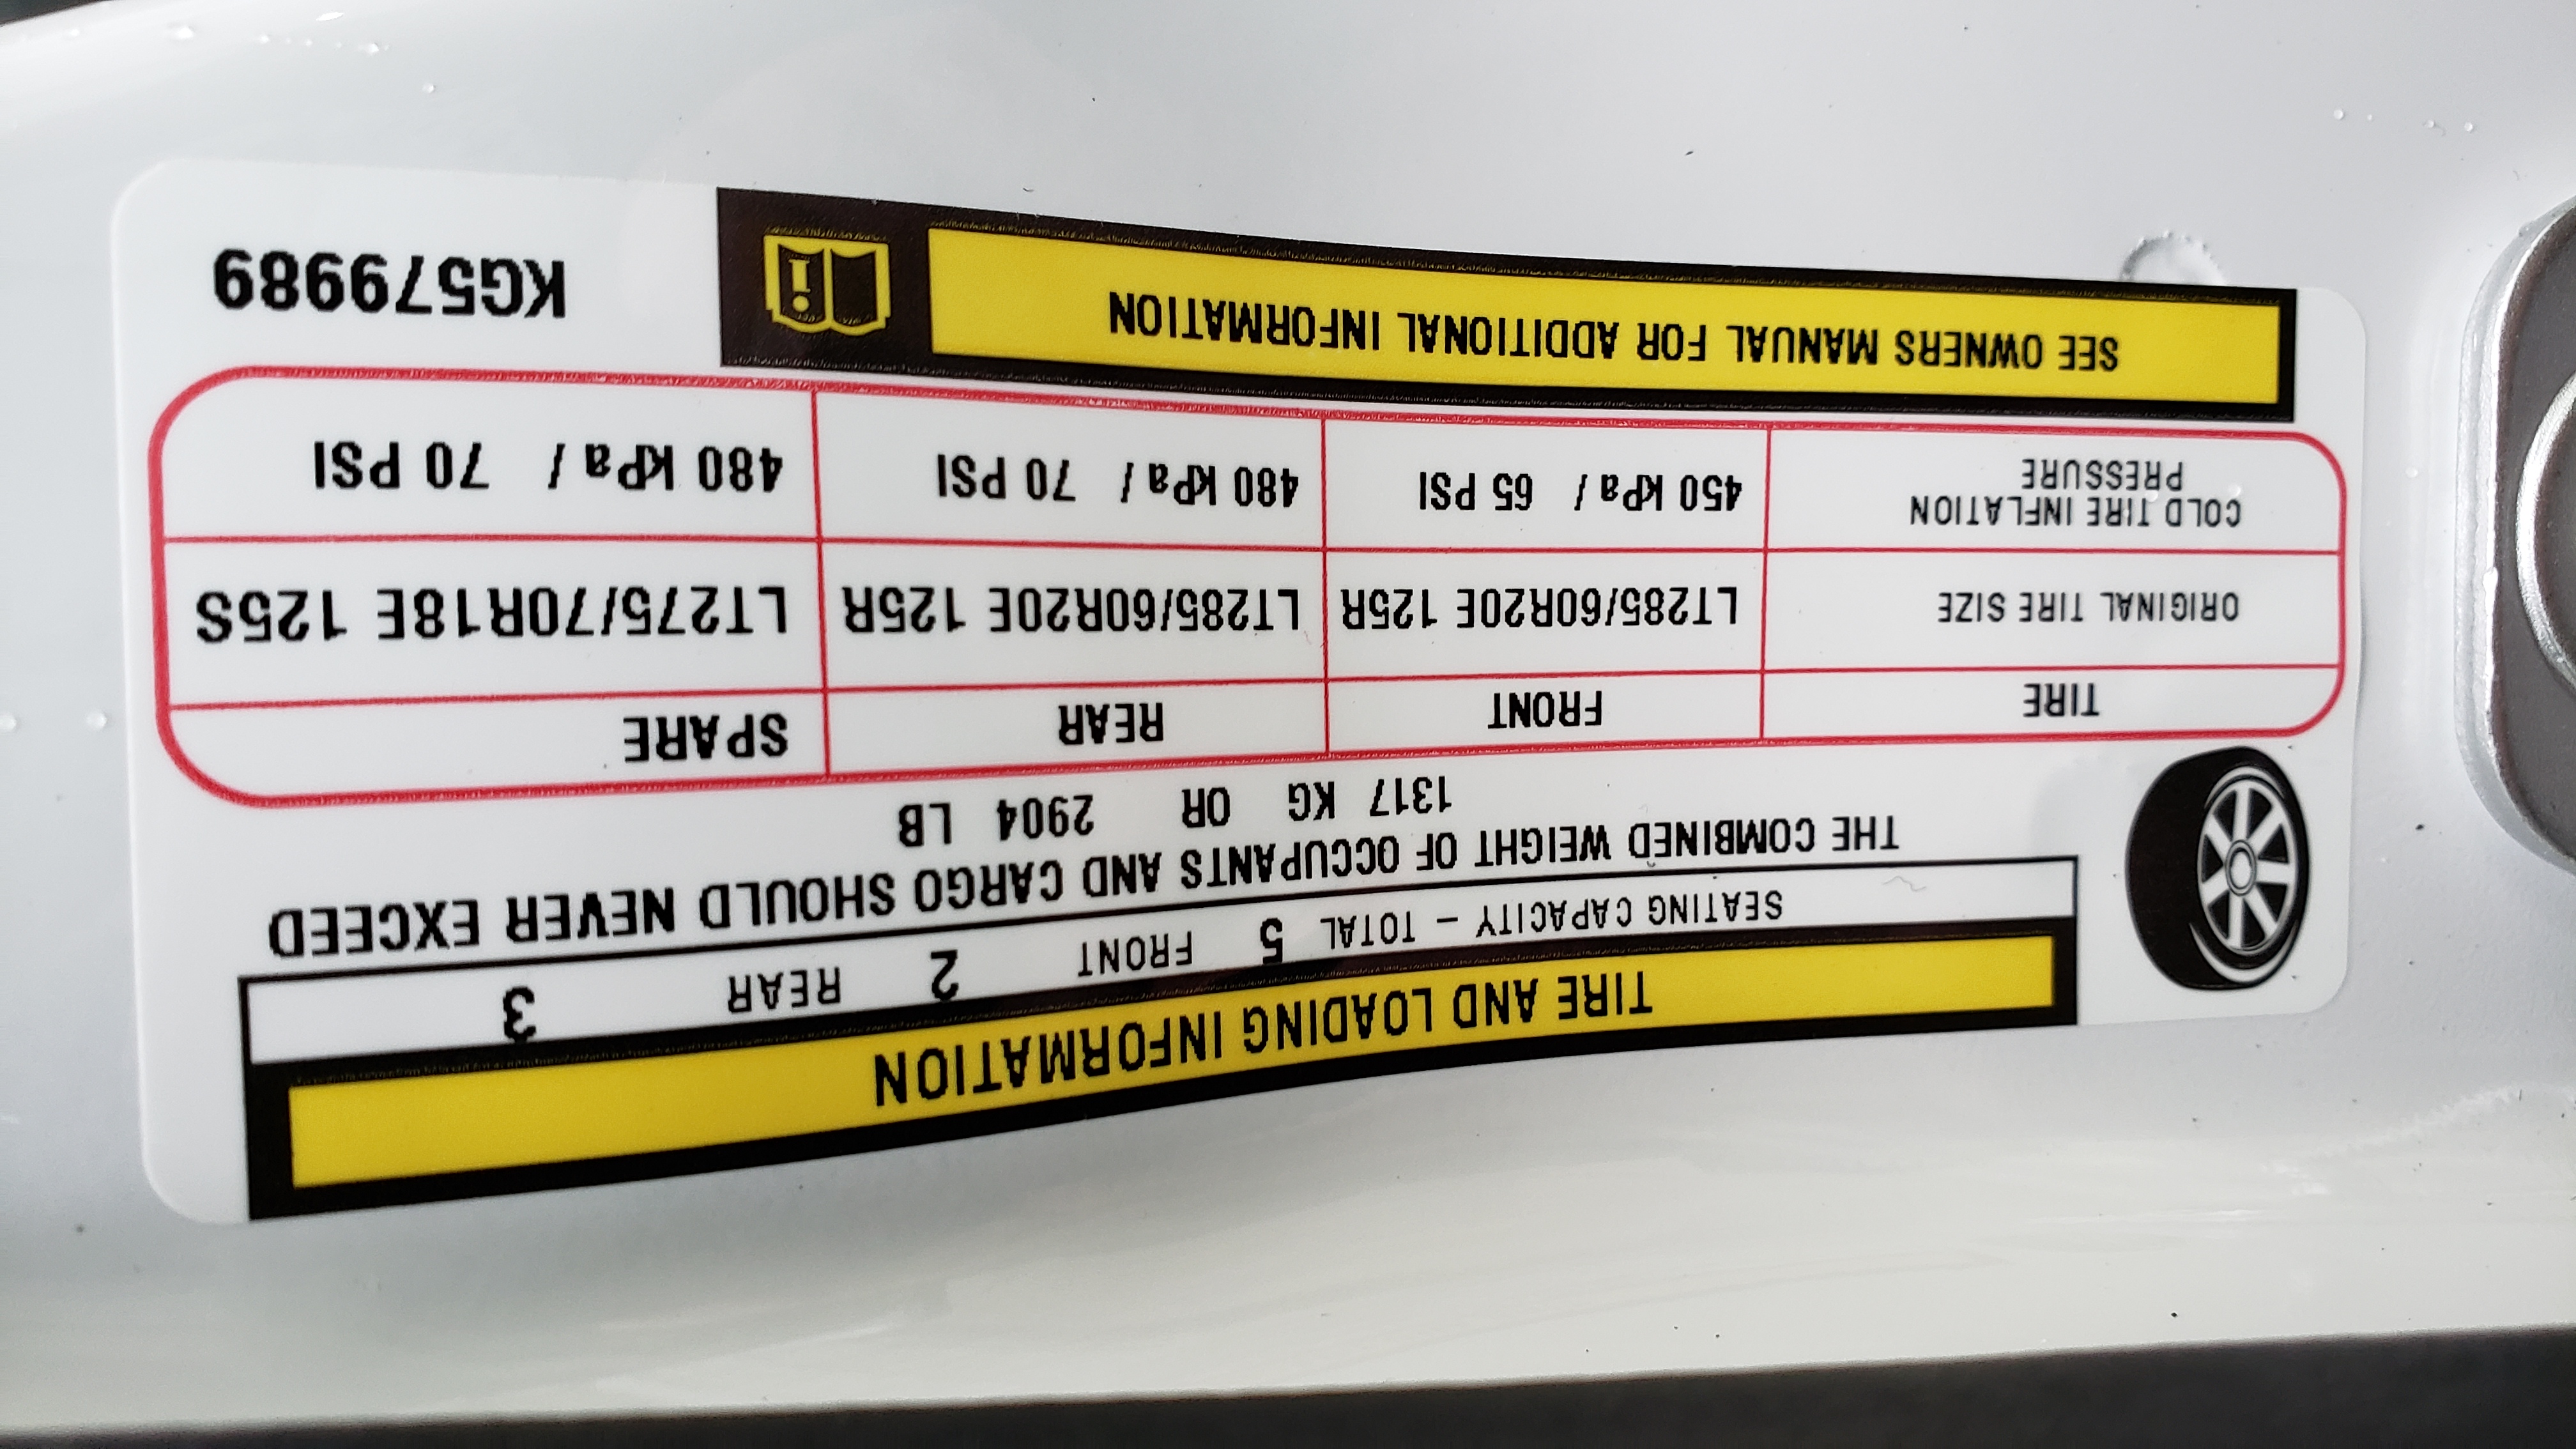 TIRE AND LOADING INFORMATION
SEATING CAPACITY – TOTAL 5 FRONT 2 REAR 3
THE COMBINED WEIGHT OF OCCUPANTS AND CARGO SHOULD NEVER EXCEED
1317 KG OR 2904 LB
TIRE FRONT REAR SPARE
ORIGINAL TIRE SIZE LT285/60R20E 125R LT285/60R20E 125R LT275/70R18E 125S
COLD TIRE INFLATION
PRESSURE 450 kPa / 65 PSI 480 kPa / 70 PSI 480 kPa / 70 PSI
SEE OWNERS MANUAL FOR ADDITIONAL INFORMATION
KG579989